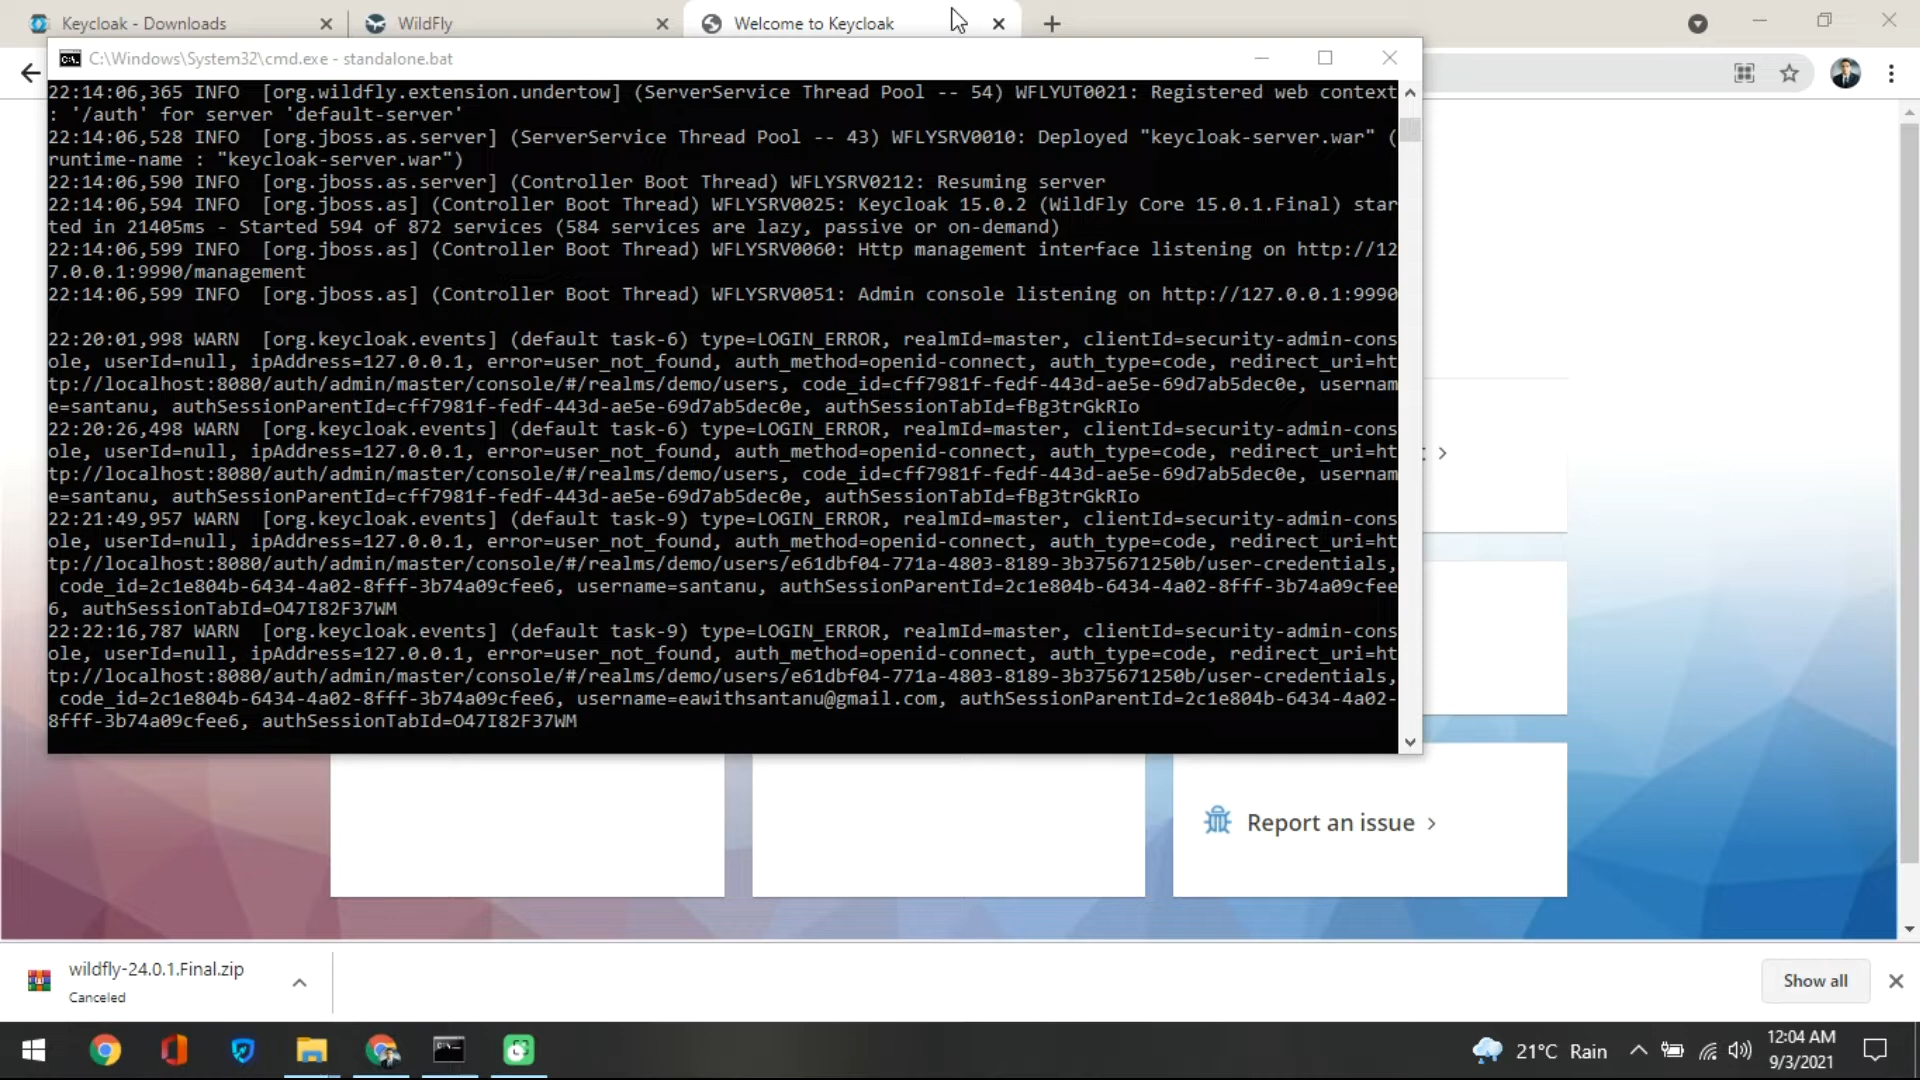 Keycloak - Downloads
WildFly
Welcome to Keycloak
C:\Windows\System32\cmd.exe - standalone.bat
22:14:06,365 INFO  [org.wildfly.extension.undertow] (ServerService Thread Pool -- 54) WFLYUT0021: Registered web context
: '/auth' for server 'default-server'
22:14:06,528 INFO  [org.jboss.as.server] (ServerService Thread Pool -- 43) WFLYSRV0010: Deployed "keycloak-server.war" (
runtime-name : "keycloak-server.war")
22:14:06,590 INFO  [org.jboss.as.server] (Controller Boot Thread) WFLYSRV0212: Resuming server
22:14:06,594 INFO  [org.jboss.as] (Controller Boot Thread) WFLYSRV0025: Keycloak 15.0.2 (WildFly Core 15.0.1.Final) star
ted in 21405ms - Started 594 of 872 services (584 services are lazy, passive or on-demand)
22:14:06,599 INFO  [org.jboss.as] (Controller Boot Thread) WFLYSRV0060: Http management interface listening on http://12
7.0.0.1:9990/management
22:14:06,599 INFO  [org.jboss.as] (Controller Boot Thread) WFLYSRV0051: Admin console listening on http://127.0.0.1:9990
22:20:01,998 WARN  [org.keycloak.events] (default task-6) type=LOGIN_ERROR, realmId=master, clientId=security-admin-cons
ole, userId=null, ipAddress=127.0.0.1, error=user_not_found, auth_method=openid-connect, auth_type=code, redirect_uri=ht
tp://localhost:8080/auth/admin/master/console/#/realms/demo/users, code_id=cff7981f-fedf-443d-ae5e-69d7ab5dec0e, usernam
e=santanu, authSessionParentId=cff7981f-fedf-443d-ae5e-69d7ab5dec0e, authSessionTabId=fBg3trGkRIo
22:20:26,498 WARN  [org.keycloak.events] (default task-6) type=LOGIN_ERROR, realmId=master, clientId=security-admin-cons
ole, userId=null, ipAddress=127.0.0.1, error=user_not_found, auth_method=openid-connect, auth_type=code, redirect_uri=ht
tp://localhost:8080/auth/admin/master/console/#/realms/demo/users, code_id=cff7981f-fedf-443d-ae5e-69d7ab5dec0e, usernam
e=santanu, authSessionParentId=cff7981f-fedf-443d-ae5e-69d7ab5dec0e, authSessionTabId=fBg3trGkRIo
22:21:49,957 WARN  [org.keycloak.events] (default task-9) type=LOGIN_ERROR, realmId=master, clientId=security-admin-cons
ole, userId=null, ipAddress=127.0.0.1, error=user_not_found, auth_method=openid-connect, auth_type=code, redirect_uri=ht
tp://localhost:8080/auth/admin/master/console/#/realms/demo/users/e61dbf04-771a-4803-8189-3b375671250b/user-credentials,
 code_id=2c1e804b-6434-4a02-8fff-3b74a09cfee6, username=santanu, authSessionParentId=2c1e804b-6434-4a02-8fff-3b74a09cfee
6, authSessionTabId=O47I82F37WM
22:22:16,787 WARN  [org.keycloak.events] (default task-9) type=LOGIN_ERROR, realmId=master, clientId=security-admin-cons
ole, userId=null, ipAddress=127.0.0.1, error=user_not_found, auth_method=openid-connect, auth_type=code, redirect_uri=ht
tp://localhost:8080/auth/admin/master/console/#/realms/demo/users/e61dbf04-771a-4803-8189-3b375671250b/user-credentials,
 code_id=2c1e804b-6434-4a02-8fff-3b74a09cfee6, username=eawithsantanu@gmail.com, authSessionParentId=2c1e804b-6434-4a02-
8fff-3b74a09cfee6, authSessionTabId=O47I82F37WM
Report an issue
wildfly-24.0.1.Final.zip
Canceled
Show all
21°C Rain
12:04 AM
9/3/2021